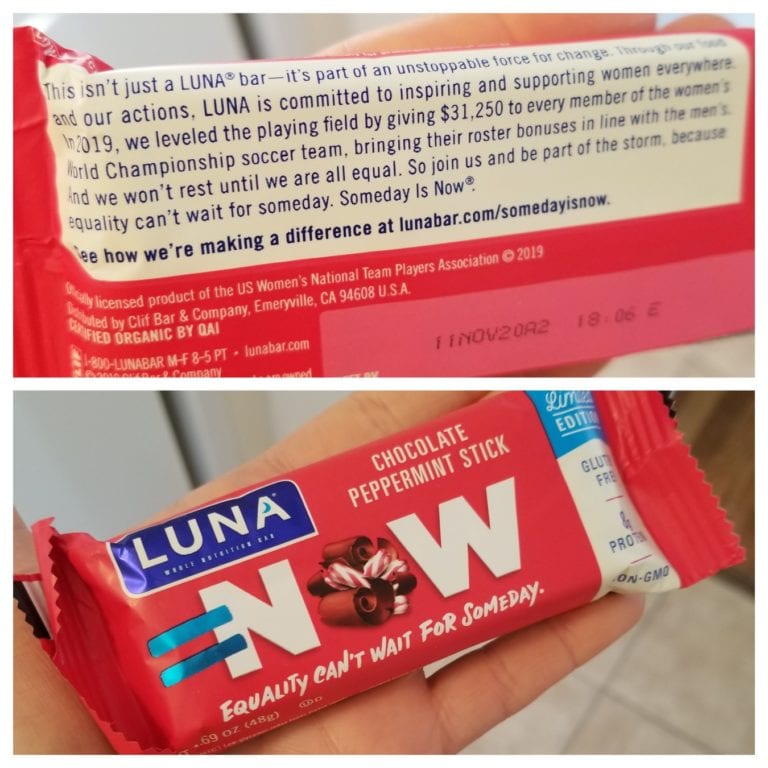 This isn't just a LUNA® bar—it's part of an unstoppable force for change. Through our food
and our actions, LUNA is committed to inspiring and supporting women everywhere.
In 2019, we leveled the playing field by giving $31,250 to every member of the women's
World Championship soccer team, bringing their roster bonuses in line with the men's.
And we won't rest until we are all equal. So join us and be part of the storm, because
equality can't wait for someday. Someday Is Now®.
See how we're making a difference at lunabar.com/somedayisnow.
licensed product of the US Women's National Team Players Association © 2019
Distributed by Clif Bar & Company, Emeryville, CA 94608 U.S.A.
CERTIFIED ORGANIC BY QAI
1-800-LUNABAR M-F 8-5 PT • lunabar.com
11NOV20A2 18:06 E
Company
Limited
EDITION
GLUTEN
FREE
CHOCOLATE
PEPPERMINT STICK
LUNA®
WHOLE NUTRITION BAR
=NOW
EQUALITY CAN'T WAIT FOR SOMEDAY.
8g
PROTEIN
NON-GMO
.69 OZ (48g)